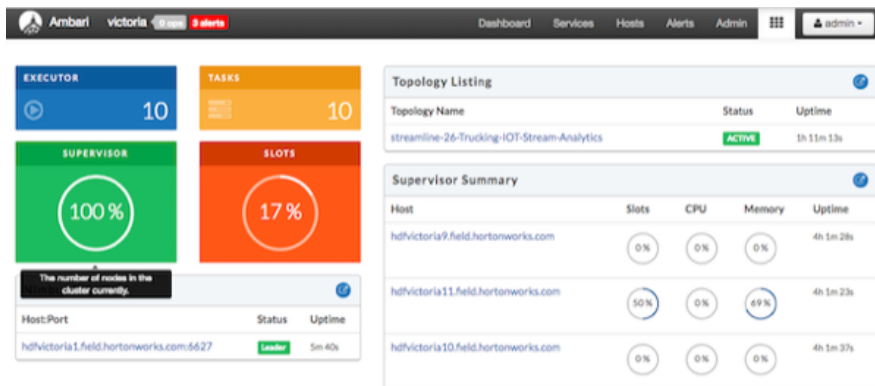 Ambari victoria 0 ops 3 alerts Dashboard Services Hosts Alerts Admin admin
EXECUTOR
10
TASKS
10
SUPERVISOR
100 %
SLOTS
17 %
The number of nodes in the
cluster currently.
Host:Port Status Uptime
hdfvictoria1.field.hortonworks.com:6627 Leader 5m 40s
Topology Listing
Topology Name Status Uptime
streamline-26-Trucking-IOT-Stream-Analytics ACTIVE 1h 11m 13s
Supervisor Summary
Host Slots CPU Memory Uptime
hdfvictoria9.field.hortonworks.com 0 % 0 % 0 % 4h 1m 28s
hdfvictoria11.field.hortonworks.com 50 % 0 % 69 % 4h 1m 23s
hdfvictoria10.field.hortonworks.com 0 % 0 % 0 % 4h 1m 37s